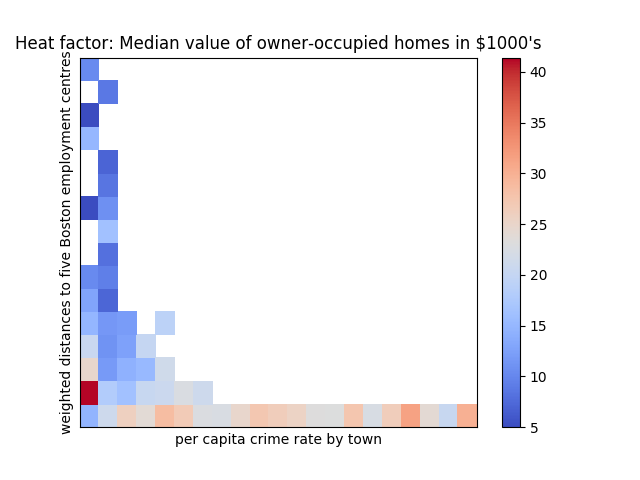 Heat factor: Median value of owner-occupied homes in $1000's
weighted distances to five Boston employment centres
per capita crime rate by town
40
35
30
25
20
15
10
5